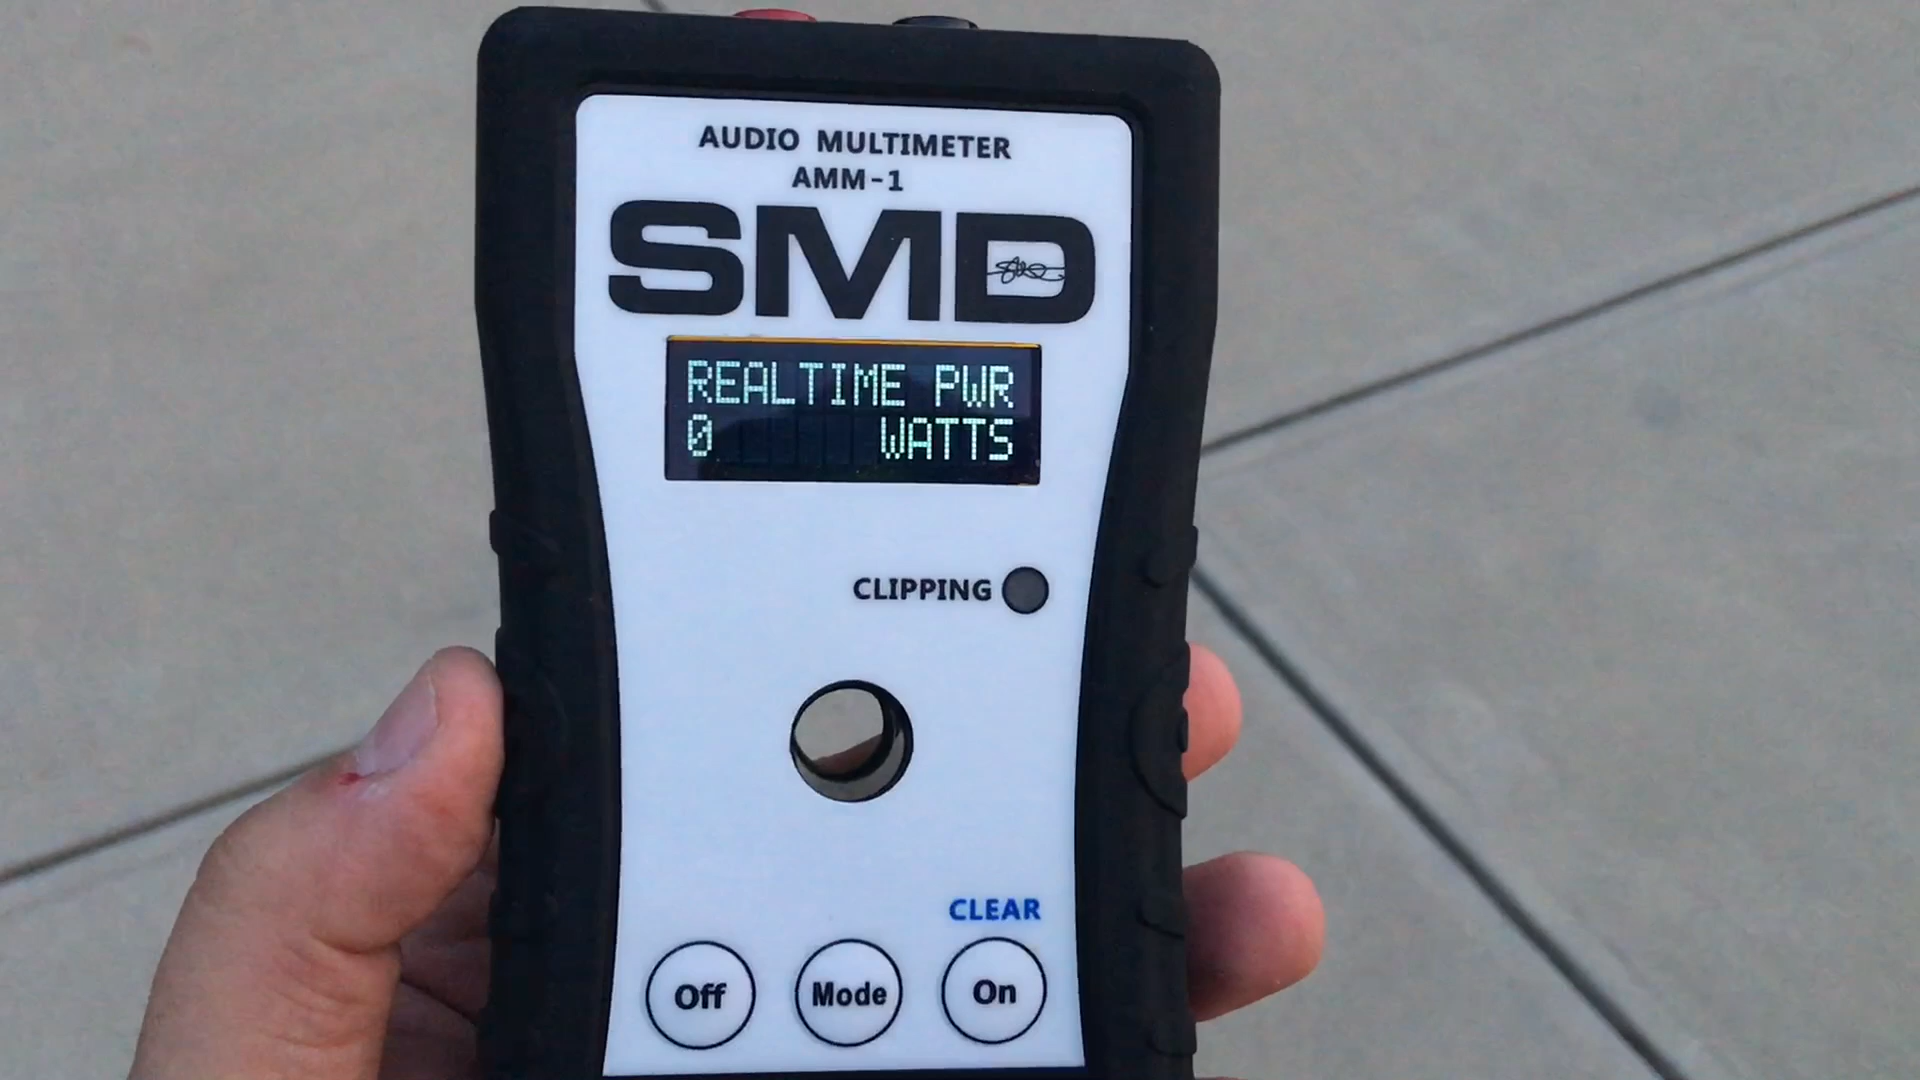 AUDIO MULTIMETER
AMM-1
SMD
REALTIME PWR
0 WATTS
CLIPPING
CLEAR
Off Mode On